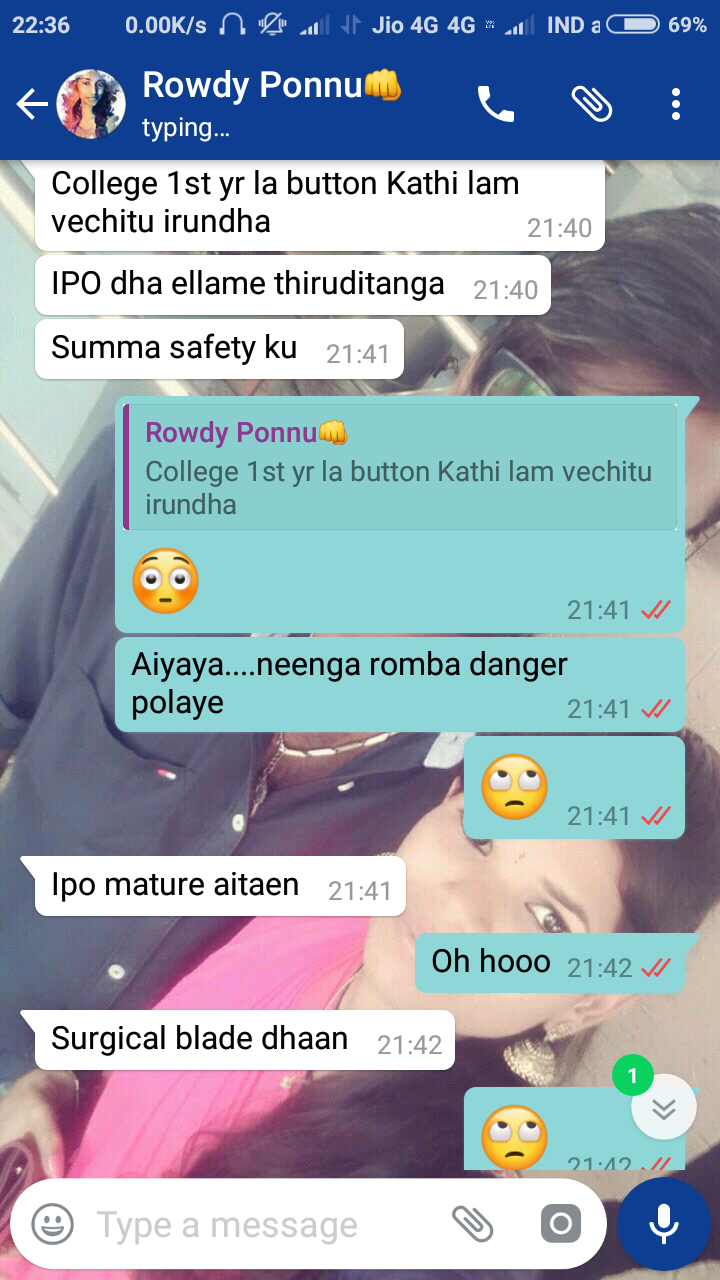 22:36 0.00K/s Jio 4G 4G IND a 69%
Rowdy Ponnu👊
typing...
College 1st yr la button Kathi lam
vechitu irundha
21:40
IPO dha ellame thiruditanga 21:40
Summa safety ku 21:41
Rowdy Ponnu👊
College 1st yr la button Kathi lam vechitu
irundha
😳
21:41
Aiyaya....neenga romba danger
polaye
21:41
🙄 21:41
Ipo mature aitaen 21:41
Oh hooo 21:42
Surgical blade dhaan 21:42
1
🙄 21:42
Type a message